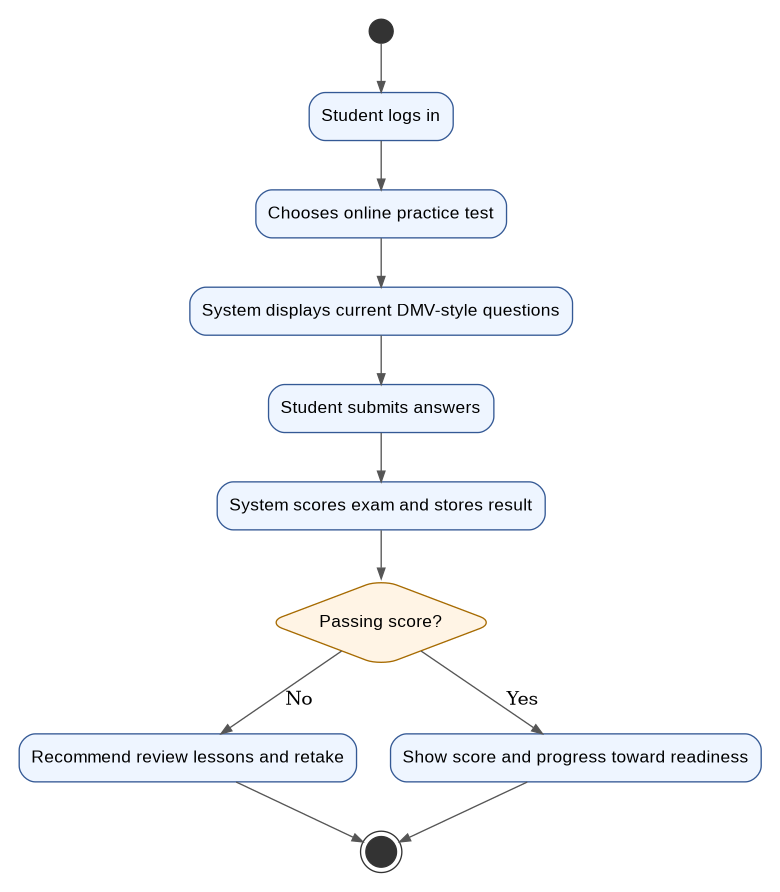 Student logs in
Chooses online practice test
System displays current DMV-style questions
Student submits answers
System scores exam and stores result
Passing score?
No
Yes
Recommend review lessons and retake
Show score and progress toward readiness